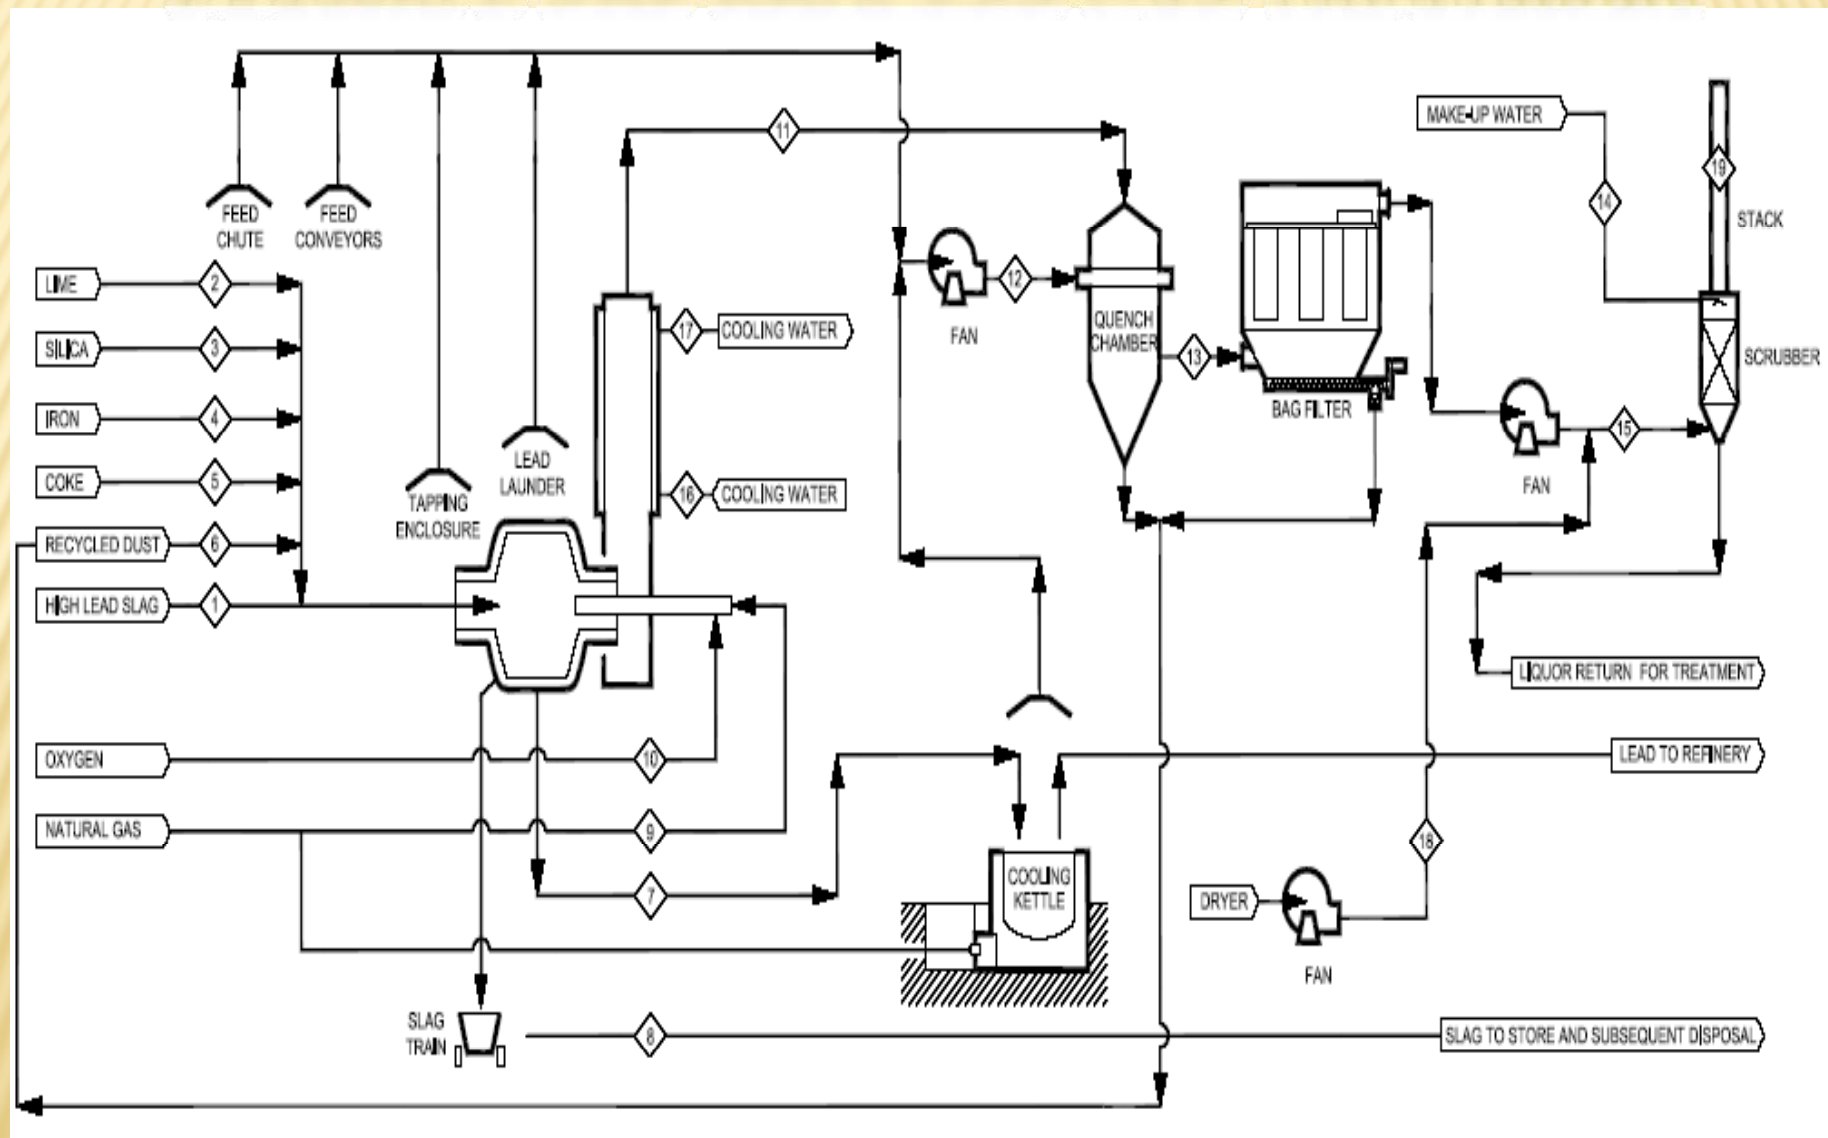 11
MAKE-UP WATER
19
14
FEED
CHUTE
FEED
CONVEYORS
STACK
LIME
2
12
FAN
QUENCH
CHAMBER
17
COOLING WATER
SILICA
3
13
SCRUBBER
BAG FILTER
IRON
4
15
LEAD
LAUNDER
FAN
COKE
5
16
COOLING WATER
TAPPING
ENCLOSURE
RECYCLED DUST
6
HIGH LEAD SLAG
1
LIQUOR RETURN FOR TREATMENT
OXYGEN
10
LEAD TO REFINERY
NATURAL GAS
9
18
COOLING
KETTLE
7
DRYER
FAN
SLAG
TRAIN
8
SLAG TO STORE AND SUBSEQUENT DISPOSAL